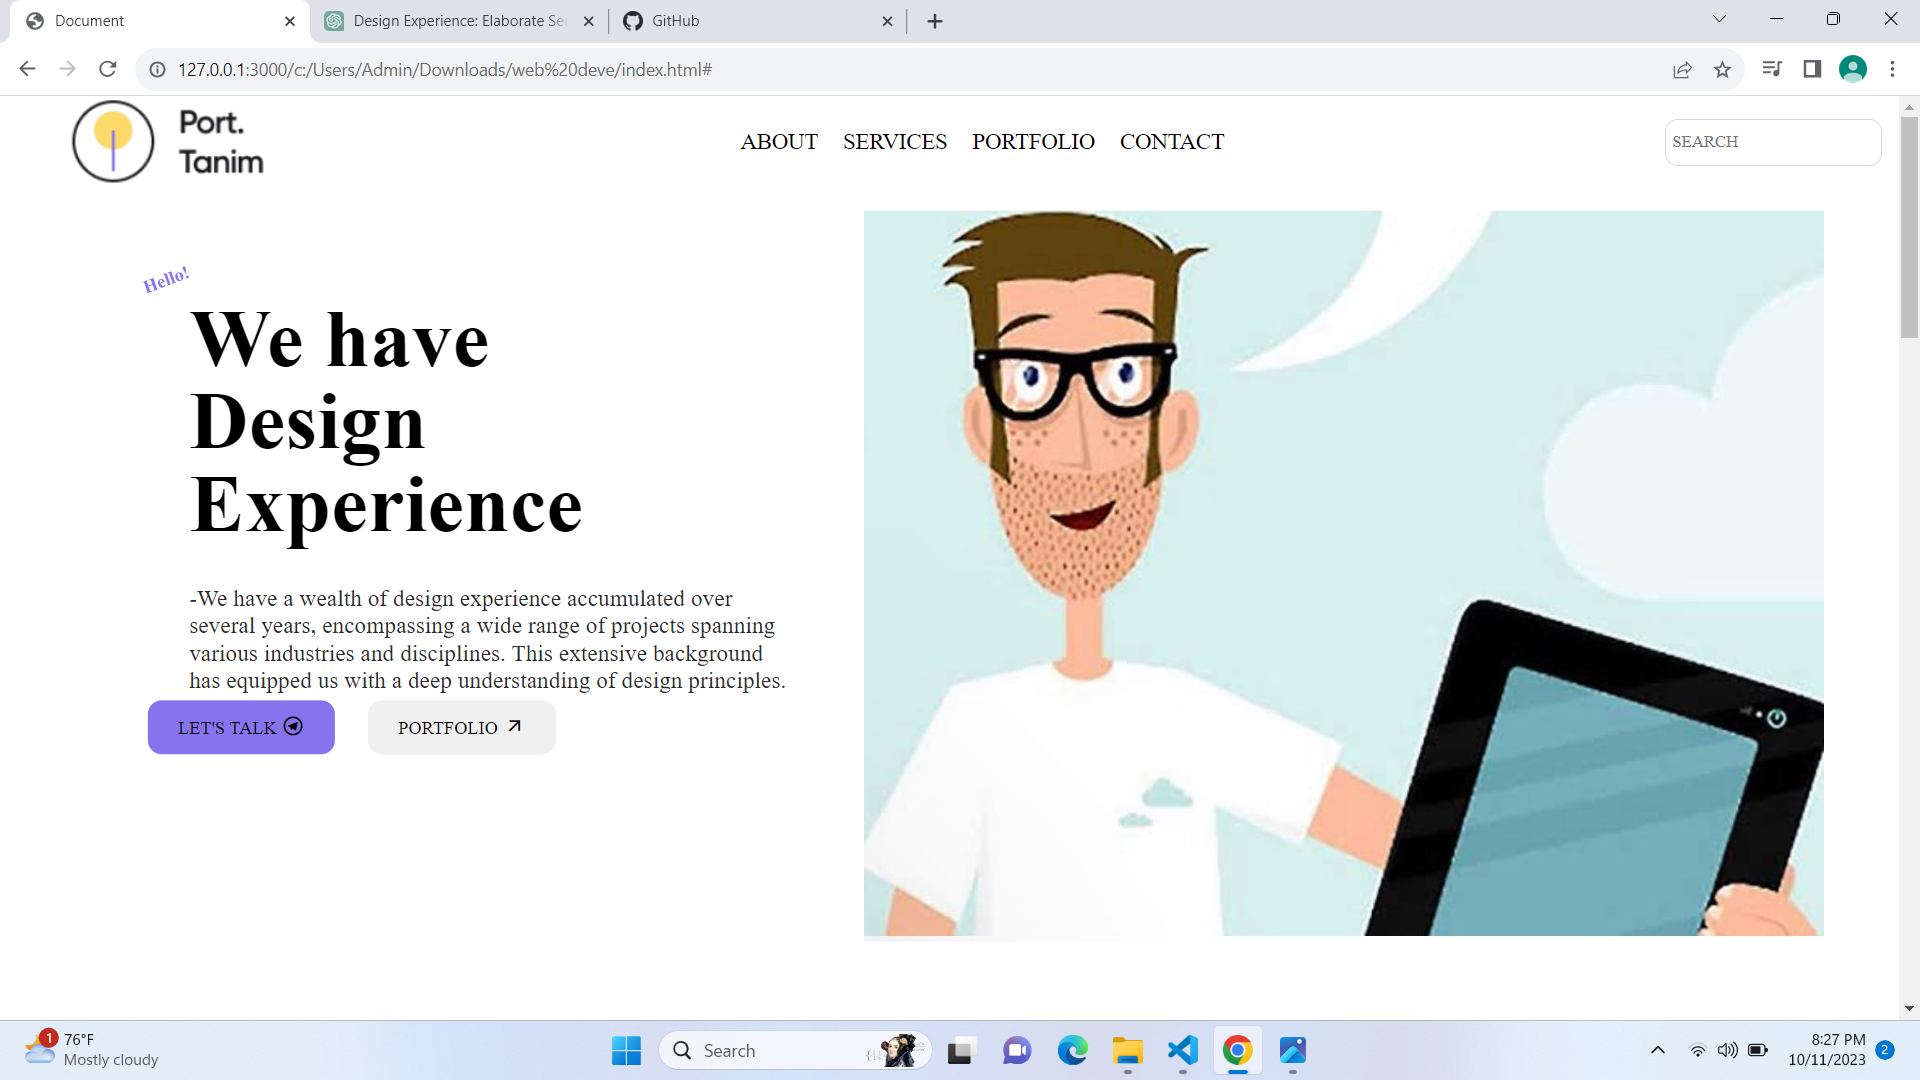 Document
Design Experience: Elaborate Se
GitHub
127.0.0.1:3000/c:/Users/Admin/Downloads/web%20deve/index.html#
Port.
Tanim
ABOUT SERVICES PORTFOLIO CONTACT
SEARCH
Hello!
We have
Design
Experience
-We have a wealth of design experience accumulated over
several years, encompassing a wide range of projects spanning
various industries and disciplines. This extensive background
has equipped us with a deep understanding of design principles.
LET'S TALK
PORTFOLIO
1
76°F
Mostly cloudy
Search
8:27 PM
10/11/2023
2